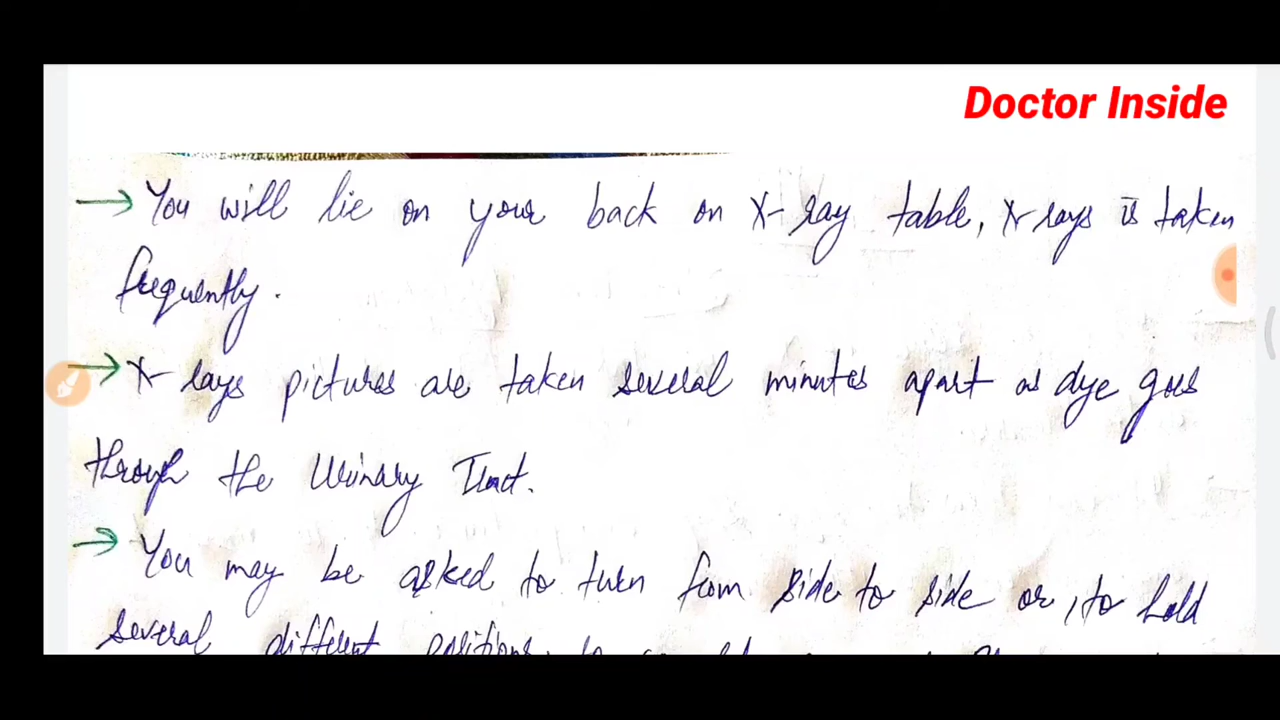 Doctor Inside
→ You will lie on your back on X-ray table, X-rays is taken
frequently.
→ X-rays pictures are taken several minutes apart as dye goes
through the Urinary Tract.
→ You may be asked to turn from side to side or, to hold
several different positions